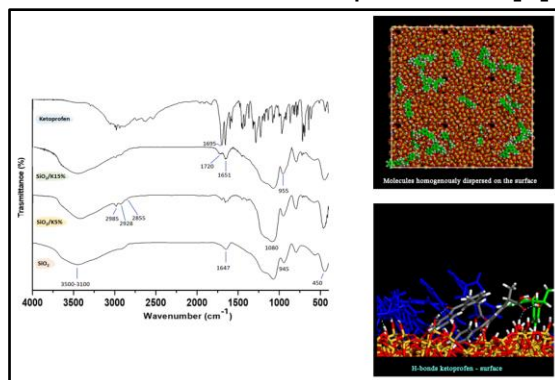 Ketoprofen
1695
1720
1651
955
SiO2/K15%
2985
2928
2855
SiO2/K5%
1080
SiO2
3500-3100
1647
945
450
Trasmittance (%)
4000 3500 3000 2500 2000 1500 1000 500
Wavenumber (cm-1)
Molecules homogenously dispersed on the surface
H-bonds ketoprofen - surface